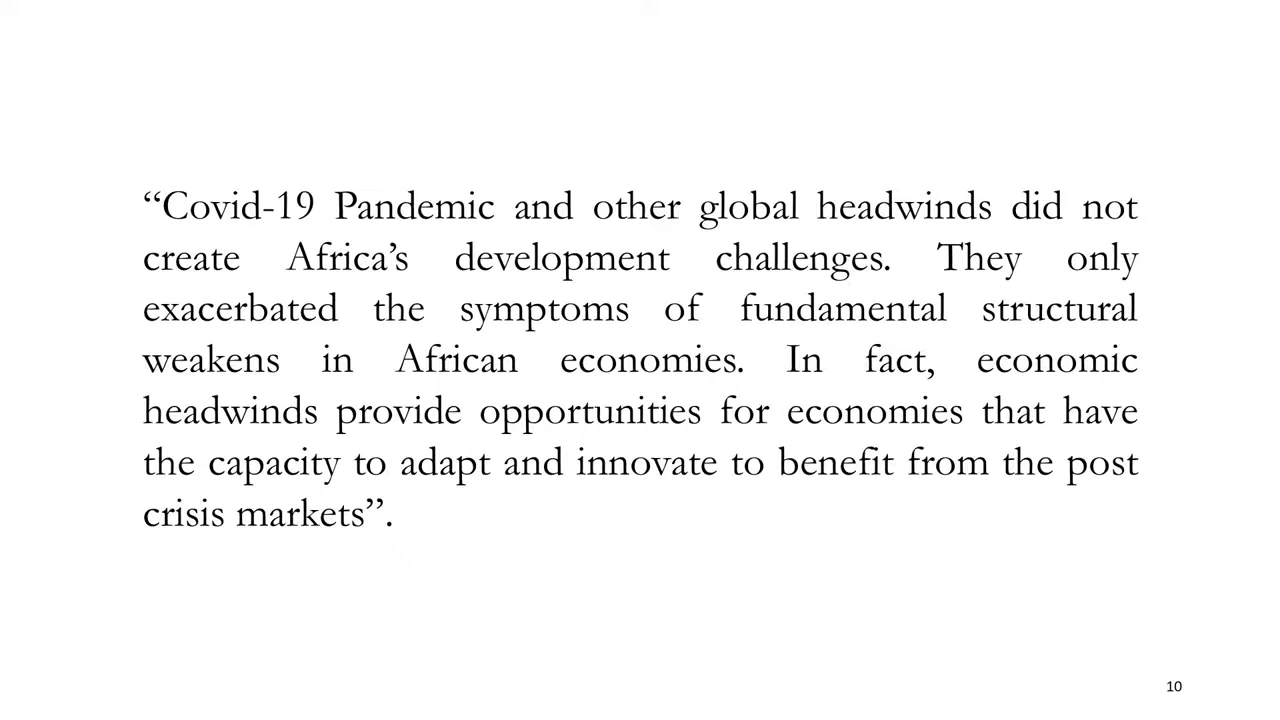 “Covid-19 Pandemic and other global headwinds did not
create Africa’s development challenges. They only
exacerbated the symptoms of fundamental structural
weakens in African economies. In fact, economic
headwinds provide opportunities for economies that have
the capacity to adapt and innovate to benefit from the post
crisis markets”.
10